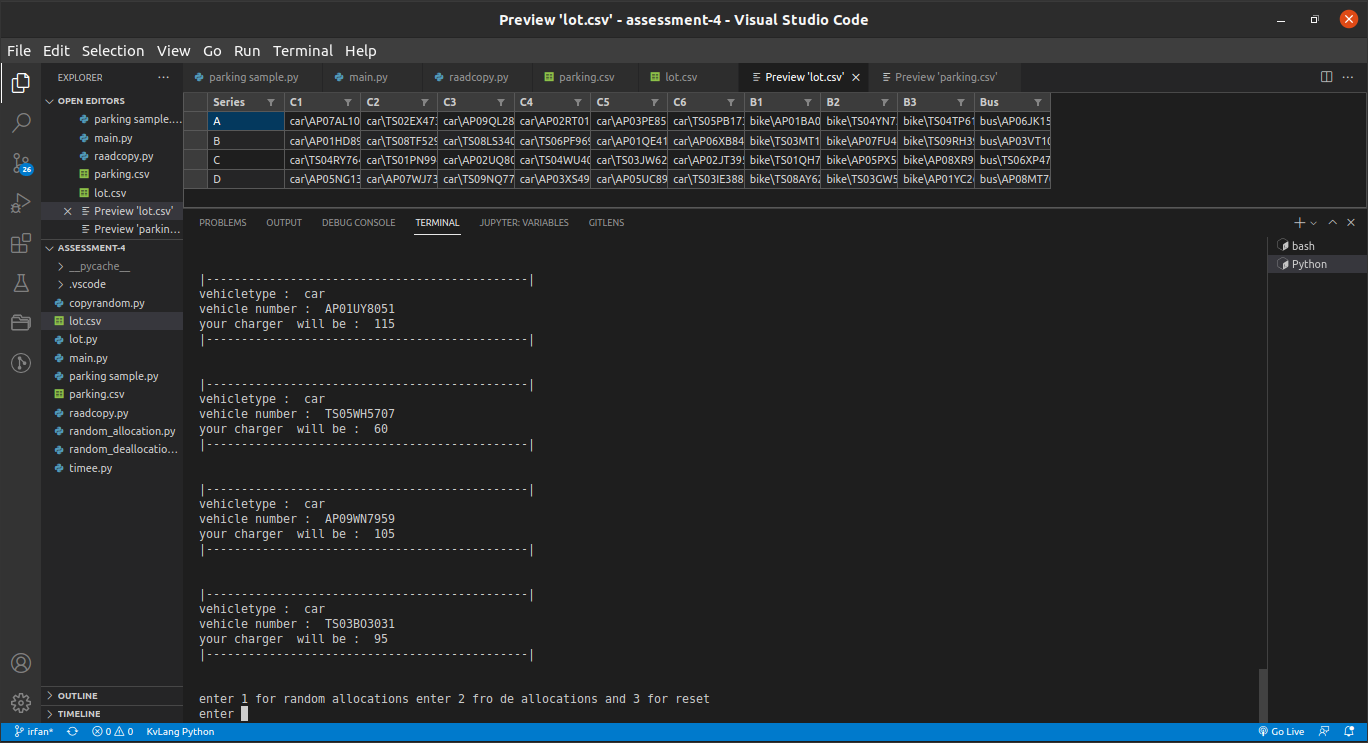 Preview 'lot.csv' - assessment-4 - Visual Studio Code
File Edit Selection View Go Run Terminal Help
EXPLORER
parking sample.py main.py raadcopy.py parking.csv lot.csv Preview 'lot.csv' Preview 'parking.csv'
OPEN EDITORS
parking sample....
main.py
raadcopy.py
parking.csv
lot.csv
Preview 'lot.csv'
Preview 'parkin...
ASSESSMENT-4
__pycache__
.vscode
copyrandom.py
lot.csv
lot.py
main.py
parking sample.py
parking.csv
raadcopy.py
random_allocation.py
random_deallocatio...
timee.py
OUTLINE
TIMELINE
26
Series C1 C2 C3 C4 C5 C6 B1 B2 B3 Bus
A car\AP07AL10 car\TS02EX47 car\AP09QL28 car\AP02RT01 car\AP03PE85 car\TS05PB17 bike\AP01BA0 bike\TS04YN7 bike\TS04TP61 bus\AP06JK15
B car\AP01HD89 car\TS08TF529 car\TS08LS340 car\TS06PF969 car\AP01QE41 car\AP06XB84 bike\TS03MT1 bike\AP07FU4 bike\TS09RH39 bus\AP03VT10
C car\TS04RY764 car\TS01PN99 car\AP02UQ80 car\TS04WU40 car\TS03JW62 car\AP02JT395 bike\TS01QH7 bike\AP05PX5 bike\AP08XR9 bus\TS06XP47
D car\AP05NG13 car\AP07WJ73 car\TS09NQ77 car\AP03XS49 car\AP05UC89 car\TS03IE388 bike\TS08AY62 bike\TS03GW5 bike\AP01YC2 bus\AP08MT7
PROBLEMS OUTPUT DEBUG CONSOLE TERMINAL JUPYTER: VARIABLES GITLENS
bash
Python
|----------------------------------------------|
vehicletype : car
vehicle number : AP01UY8051
your charger will be : 115
|----------------------------------------------|
|----------------------------------------------|
vehicletype : car
vehicle number : TS05WH5707
your charger will be : 60
|----------------------------------------------|
|----------------------------------------------|
vehicletype : car
vehicle number : AP09WN7959
your charger will be : 105
|----------------------------------------------|
|----------------------------------------------|
vehicletype : car
vehicle number : TS03BO3031
your charger will be : 95
|----------------------------------------------|
enter 1 for random allocations enter 2 fro de allocations and 3 for reset
enter
irfan* 0 0 KvLang Python Go Live